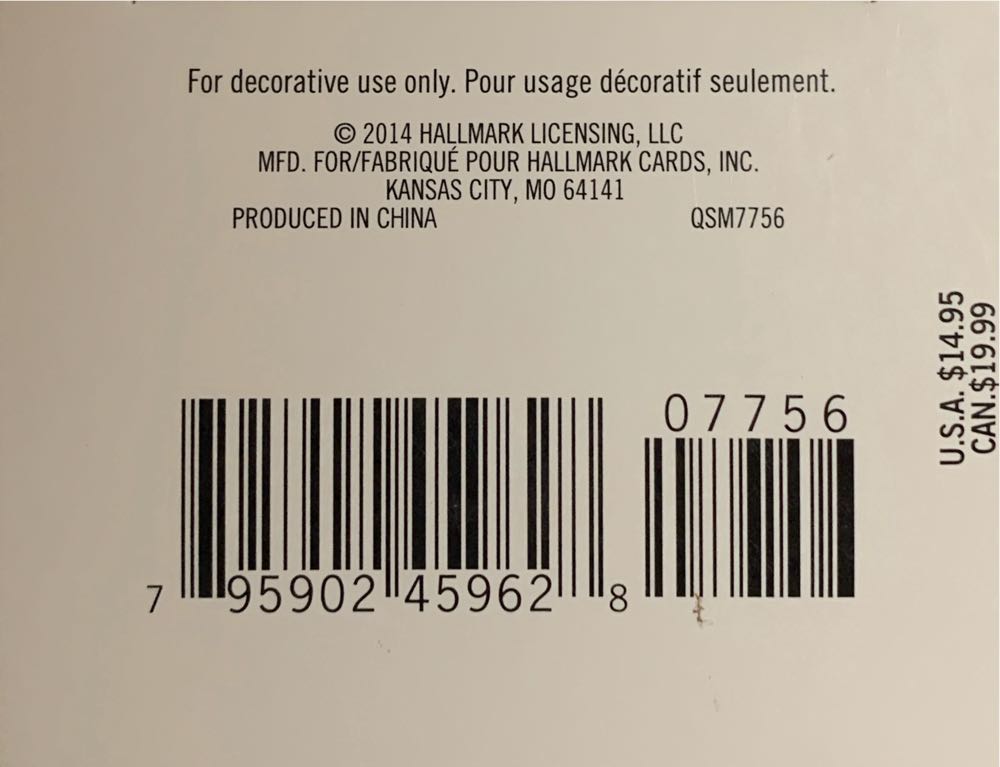 For decorative use only. Pour usage décoratif seulement.
© 2014 HALLMARK LICENSING, LLC
MFD. FOR/FABRIQUÉ POUR HALLMARK CARDS, INC.
KANSAS CITY, MO 64141
PRODUCED IN CHINA QSM7756
U.S.A. $14.95
CAN.$19.99
07756
7 95902 45962 8